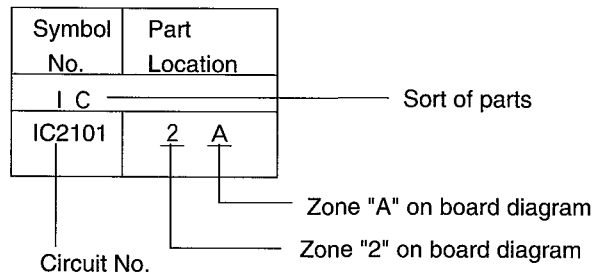 Symbol No.
Part Location
I C
Sort of parts
IC2101
2 A
Zone "A" on board diagram
Zone "2" on board diagram
Circuit No.